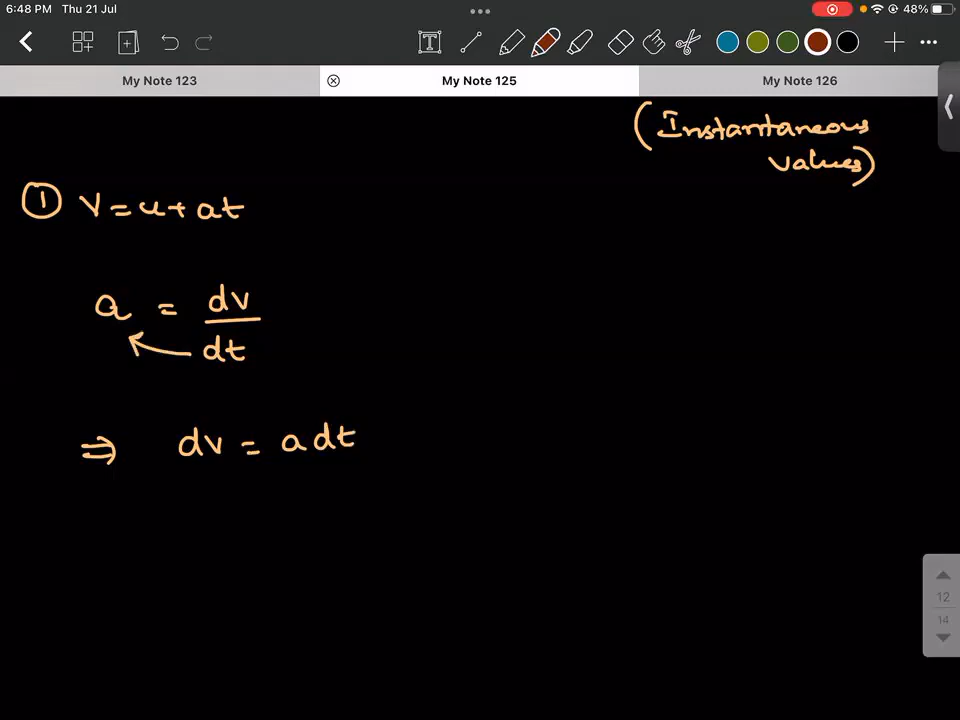 6:48 PM Thu 21 Jul
48%
My Note 123
My Note 125
My Note 126
(Instantaneous
values)
① v = u + at
a = dv
dt
⇒ dv = a dt
12
14